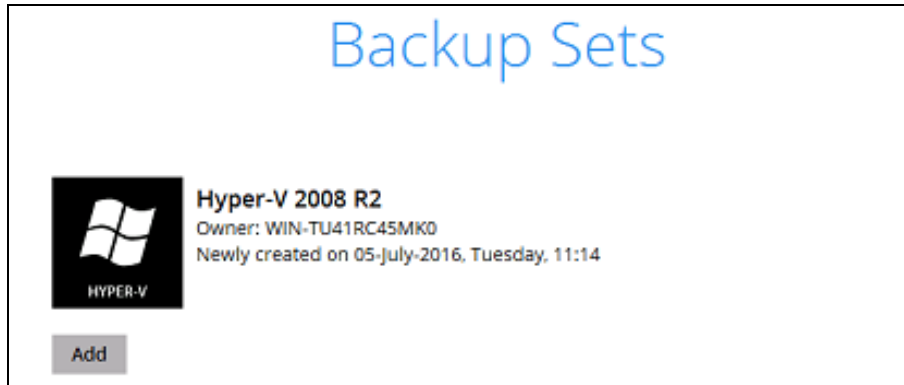 Backup Sets
Hyper-V 2008 R2
Owner: WIN-TU41RC45MK0
Newly created on 05-July-2016, Tuesday, 11:14
HYPER-V
Add